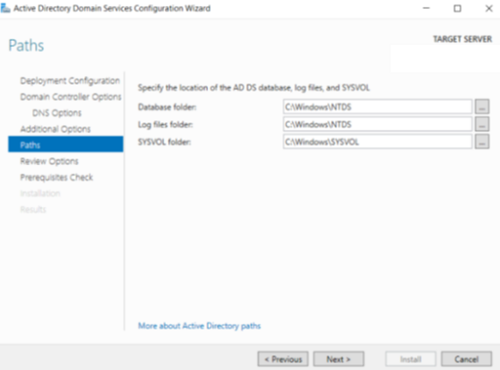 Active Directory Domain Services Configuration Wizard
Paths
TARGET SERVER
Deployment Configuration
Domain Controller Options
DNS Options
Additional Options
Paths
Review Options
Prerequisites Check
Installation
Results
Specify the location of the AD DS database, log files, and SYSVOL
Database folder: C:\Windows\NTDS ...
Log files folder: C:\Windows\NTDS ...
SYSVOL folder: C:\Windows\SYSVOL ...
More about Active Directory paths
< Previous Next > Install Cancel